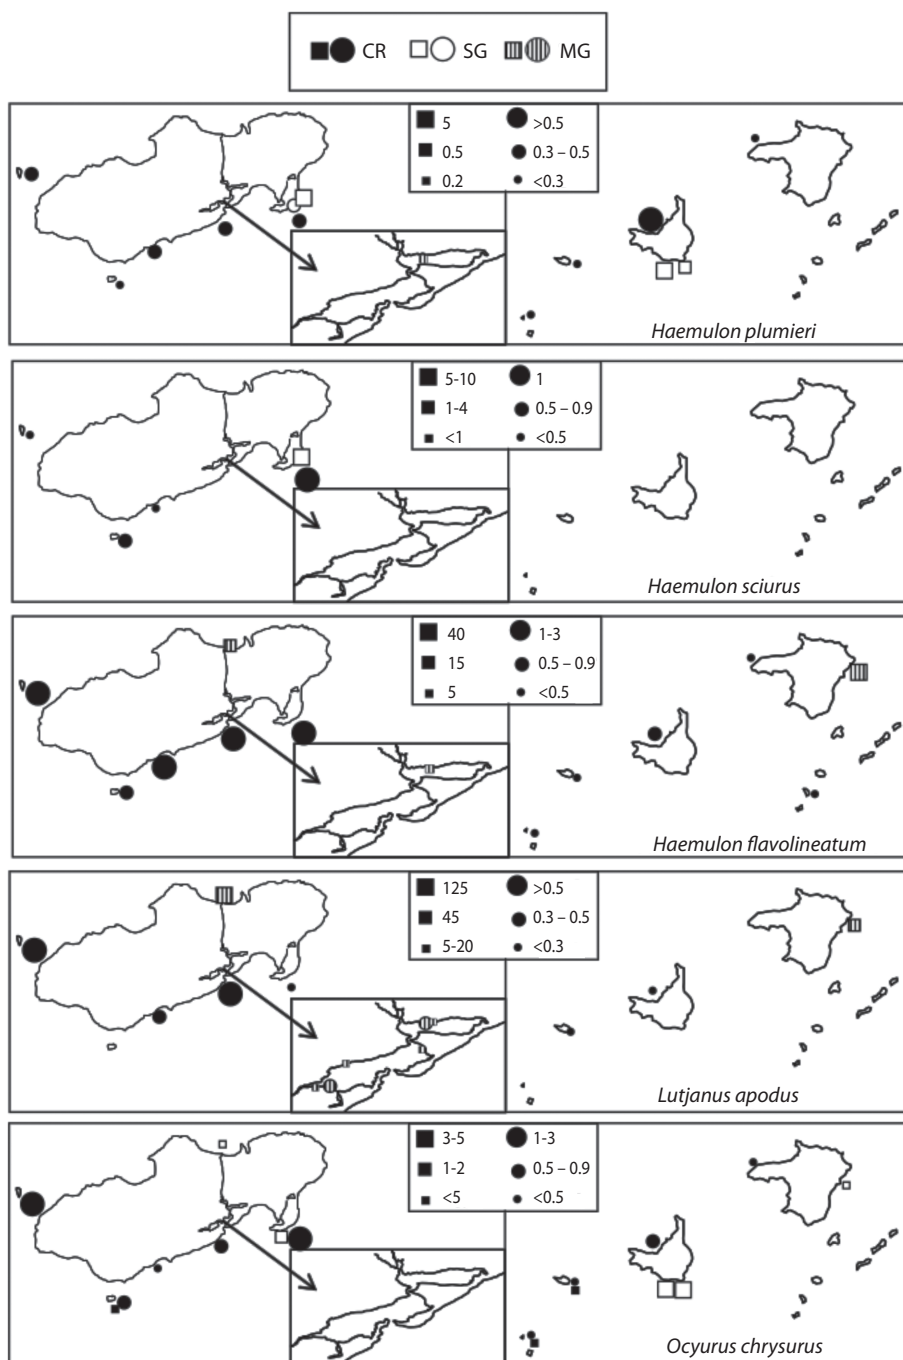 CR SG MG
5 >0.5
0.5 0.3 – 0.5
0.2 <0.3
Haemulon plumieri
5-10 1
1-4 0.5 – 0.9
<1 <0.5
Haemulon sciurus
40 1-3
15 0.5 – 0.9
5 <0.5
Haemulon flavolineatum
125 >0.5
45 0.3 – 0.5
5-20 <0.3
Lutjanus apodus
3-5 1-3
1-2 0.5 – 0.9
<5 <0.5
Ocyurus chrysurus